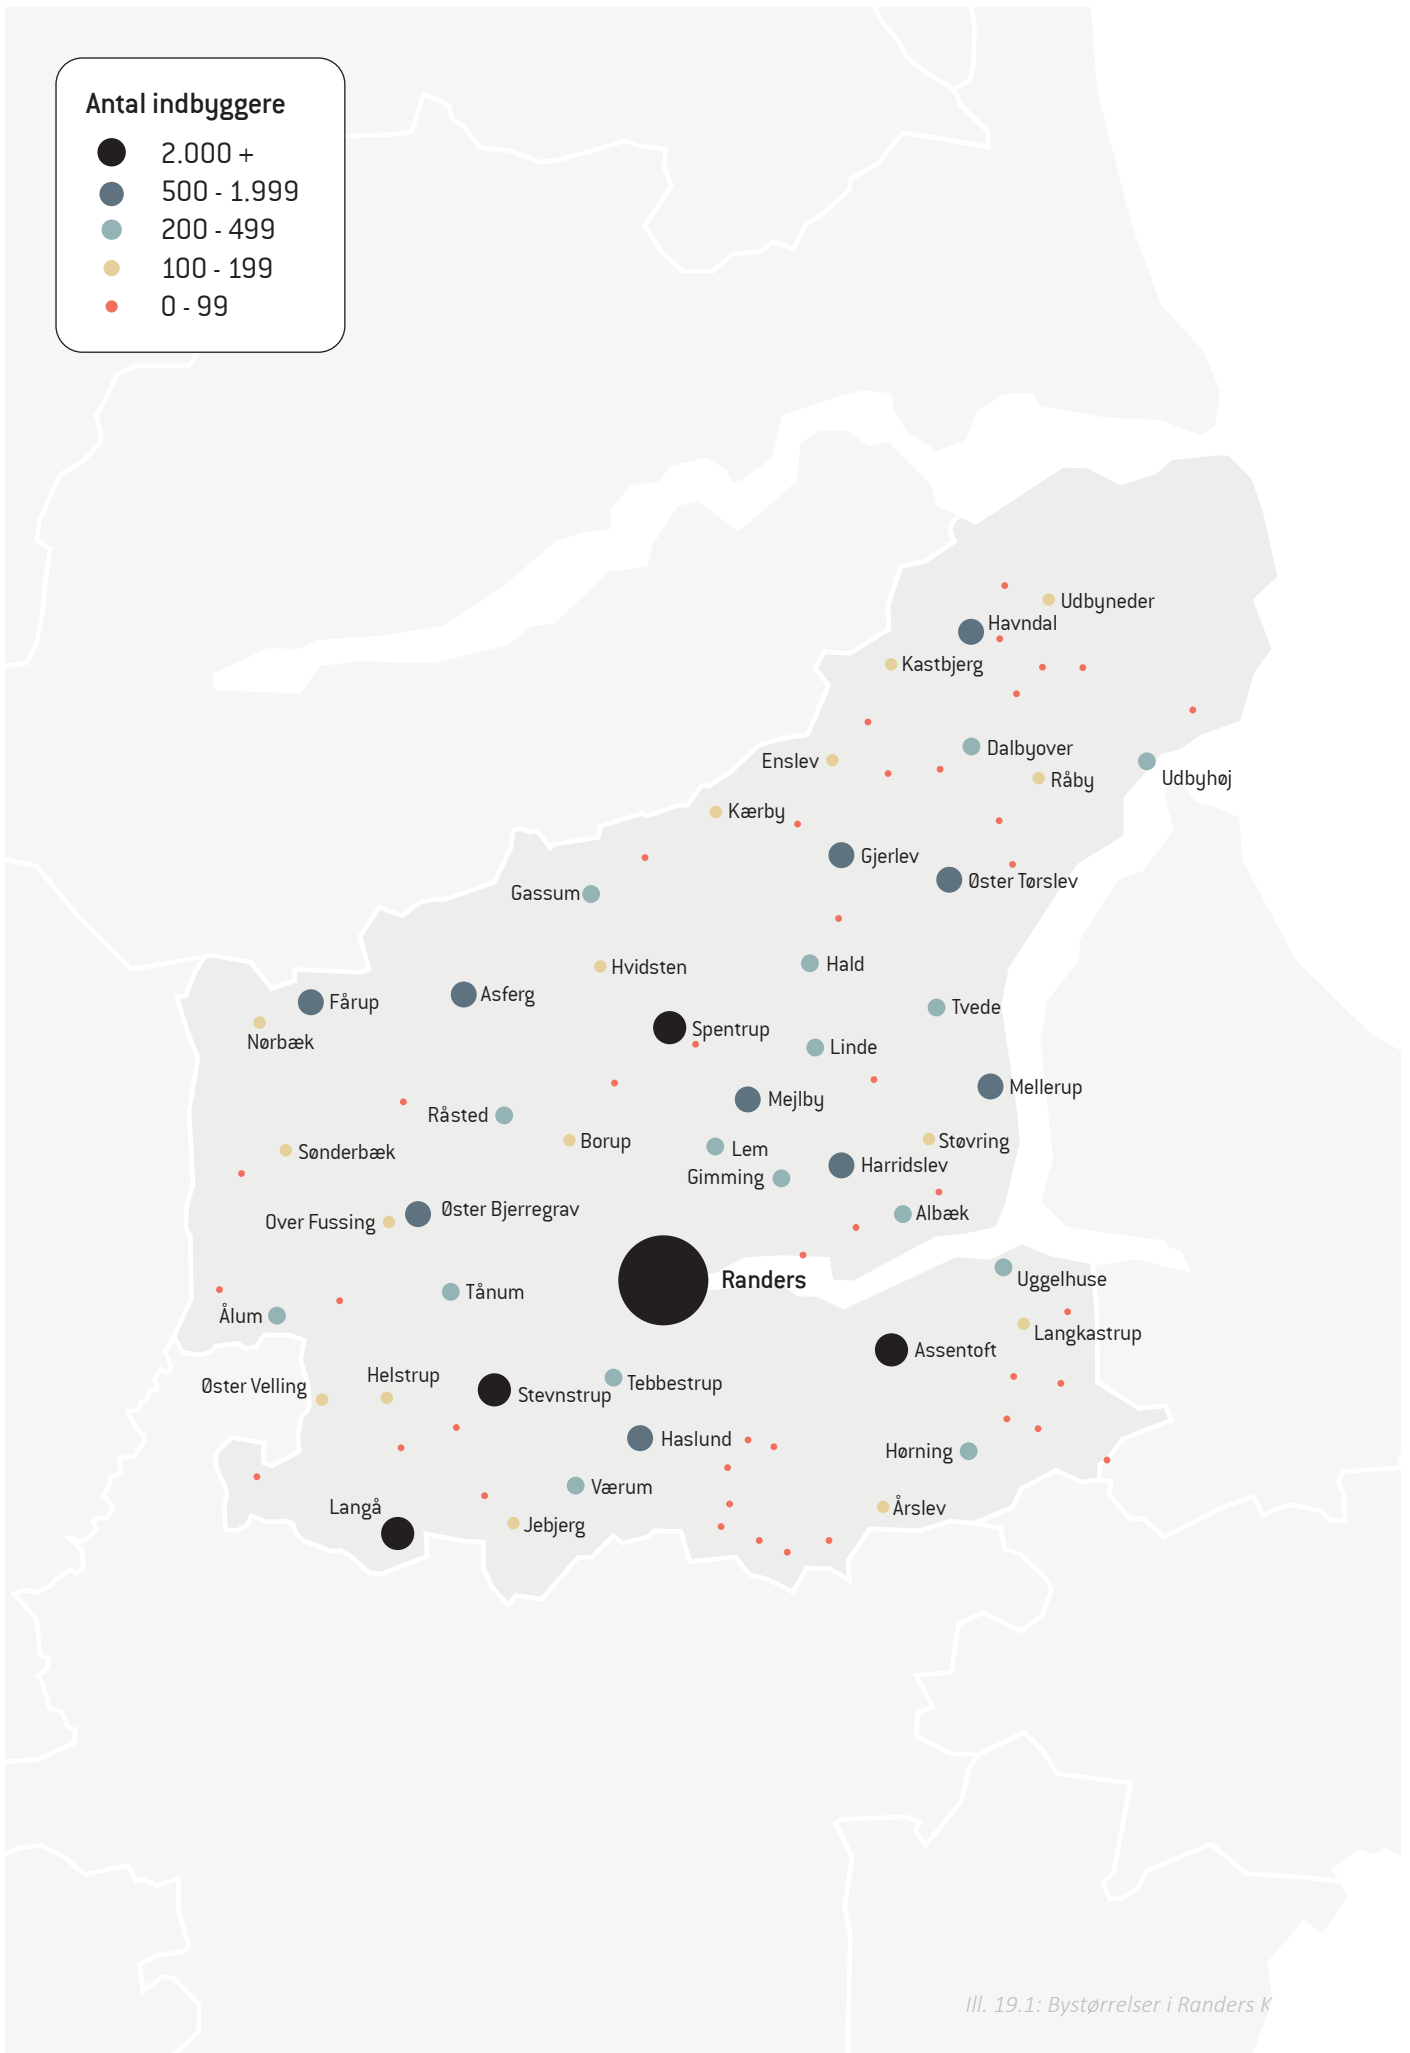 Antal indbyggere
2.000 +
500 - 1.999
200 - 499
100 - 199
0 - 99
Udbyneder
Havndal
Kastbjerg
Dalbyover
Enslev
Råby
Udbyhøj
Kærby
Gjerlev
Øster Tørslev
Gassum
Hald
Hvidsten
Asferg
Fårup
Tvede
Spentrup
Nørbæk
Linde
Mellerup
Mejlby
Råsted
Borup
Støvring
Lem
Sønderbæk
Harridslev
Gimming
Øster Bjerregrav
Albæk
Over Fussing
Uggelhuse
Randers
Tånum
Ålum
Langkastrup
Assentoft
Helstrup
Tebbestrup
Øster Velling
Stevnstrup
Haslund
Hørning
Værum
Langå
Årslev
Jebjerg
Ill. 19.1: Bystørrelser i Randers K